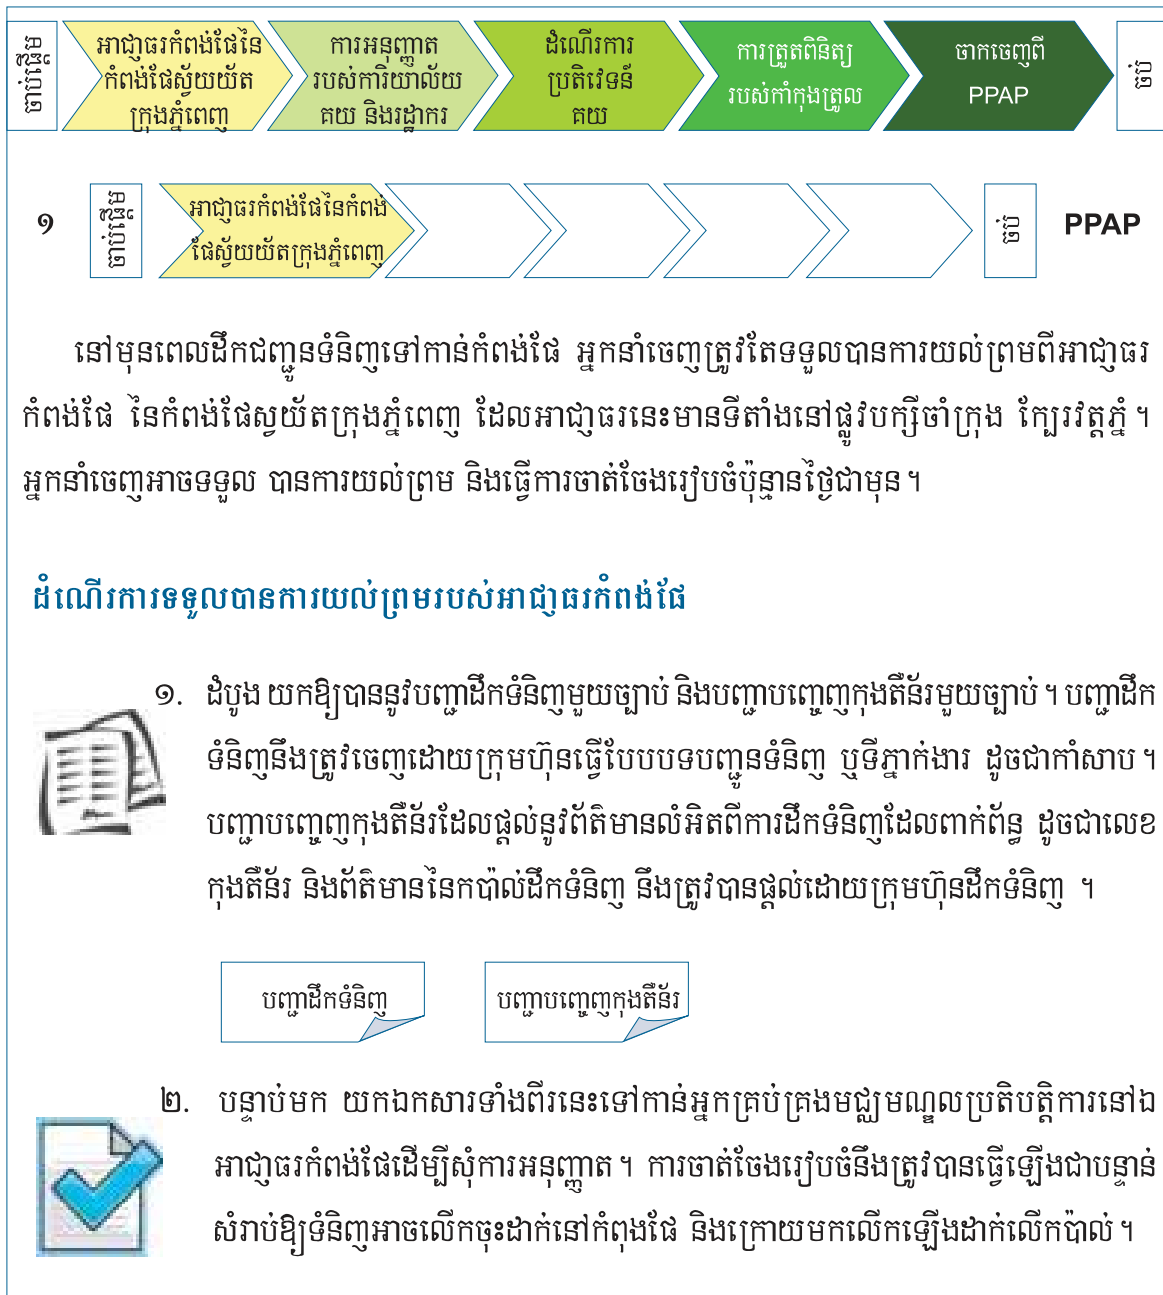 ចាប់ផ្តើម
អាជ្ញាធរកំពង់ផែនៃ
កំពង់ផែស្វ័យយ័ត
ក្រុងភ្នំពេញ
ការអនុញ្ញាត
របស់ការិយាល័យ
គយ និងរដ្ឋាករ
ដំណើរការ
ប្រតិវេទន៍
គយ
ការត្រួតពិនិត្យ
របស់កាំកុងត្រូល
ចាកចេញពី
PPAP
ចប់
១
ចាប់ផ្តើម
អាជ្ញាធរកំពង់ផែនៃកំពង់
ផែស្វ័យយ័តក្រុងភ្នំពេញ
ចប់
PPAP
នៅមុនពេលដឹកជញ្ជូនទំនិញទៅកាន់កំពង់ផែ អ្នកនាំចេញត្រូវតែទទួលបានការយល់ព្រមពីអាជ្ញាធរ
កំពង់ផែ នៃកំពង់ផែស្វយ័តក្រុងភ្នំពេញ ដែលអាជ្ញាធរនេះមានទីតាំងនៅផ្លូវបក្សីចាំក្រុង ក្បែរវត្តភ្នំ។
អ្នកនាំចេញអាចទទួល បានការយល់ព្រម និងធ្វើការចាត់ចែងរៀបចំប៉ុន្មានថ្ងៃជាមុន។
ដំណើរការទទួលបានការយល់ព្រមរបស់អាជ្ញាធរកំពង់ផែ
១. ដំបូង យកឱ្យបាននូវបញ្ជាដឹកទំនិញមួយច្បាប់ និងបញ្ជាបញ្ចេញកុងតឺន័រមួយច្បាប់។ បញ្ជាដឹក
ទំនិញនឹងត្រូវចេញដោយក្រុមហ៊ុនធ្វើបែបបទបញ្ជូនទំនិញ ឬទីភ្នាក់ងារ ដូចជាកាំសាប។
បញ្ជាបញ្ចេញកុងតឺន័រដែលផ្តល់នូវព័ត៌មានលំអិតពីការដឹកទំនិញដែលពាក់ព័ន្ធ ដូចជាលេខ
កុងតឺន័រ និងព័ត៌មាននៃកប៉ាល់ដឹកទំនិញ នឹងត្រូវបានផ្តល់ដោយក្រុមហ៊ុនដឹកទំនិញ ។
បញ្ជាដឹកទំនិញ
បញ្ជាបញ្ចេញកុងតឺន័រ
២. បន្ទាប់មក យកឯកសារទាំងពីរនេះទៅកាន់អ្នកគ្រប់គ្រងមជ្ឈមណ្ឌលប្រតិបត្តិការនៅឯ
អាជ្ញាធរកំពង់ផែដើម្បីសុំការអនុញ្ញាត។ ការចាត់ចែងរៀបចំនឹងត្រូវបានធ្វើឡើងជាបន្ទាន់
សំរាប់ឱ្យទំនិញអាចលើកចុះដាក់នៅកំពុងផែ និងក្រោយមកលើកឡើងដាក់លើកប៉ាល់។